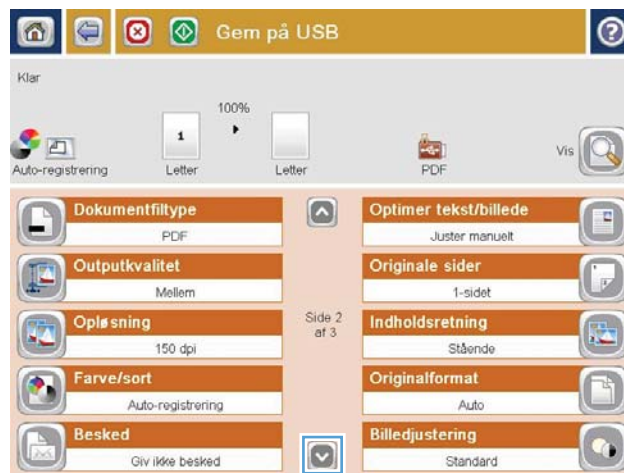 Gem på USB
?
Klar
100%
1
Auto-registrering
Letter
Letter
PDF
Vis
Dokumentfiltype
PDF
Outputkvalitet
Mellem
Opløsning
150 dpi
Farve/sort
Auto-registrering
Besked
Giv ikke besked
Side 2
af 3
Optimer tekst/billede
Juster manuelt
Originale sider
1-sidet
Indholdsretning
Stående
Originalformat
Auto
Billedjustering
Standard